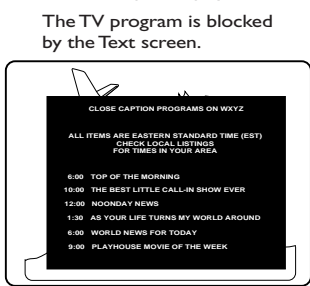 The TV program is blocked
by the Text screen.
CLOSE CAPTION PROGRAMS ON WXYZ
ALL ITEMS ARE EASTERN STANDARD TIME (EST)
CHECK LOCAL LISTINGS
FOR TIMES IN YOUR AREA
6:00 TOP OF THE MORNING
10:00 THE BEST LITTLE CALL-IN SHOW EVER
12:00 NOONDAY NEWS
1:30 AS YOUR LIFE TURNS MY WORLD AROUND
6:00 WORLD NEWS FOR TODAY
9:00 PLAYHOUSE MOVIE OF THE WEEK